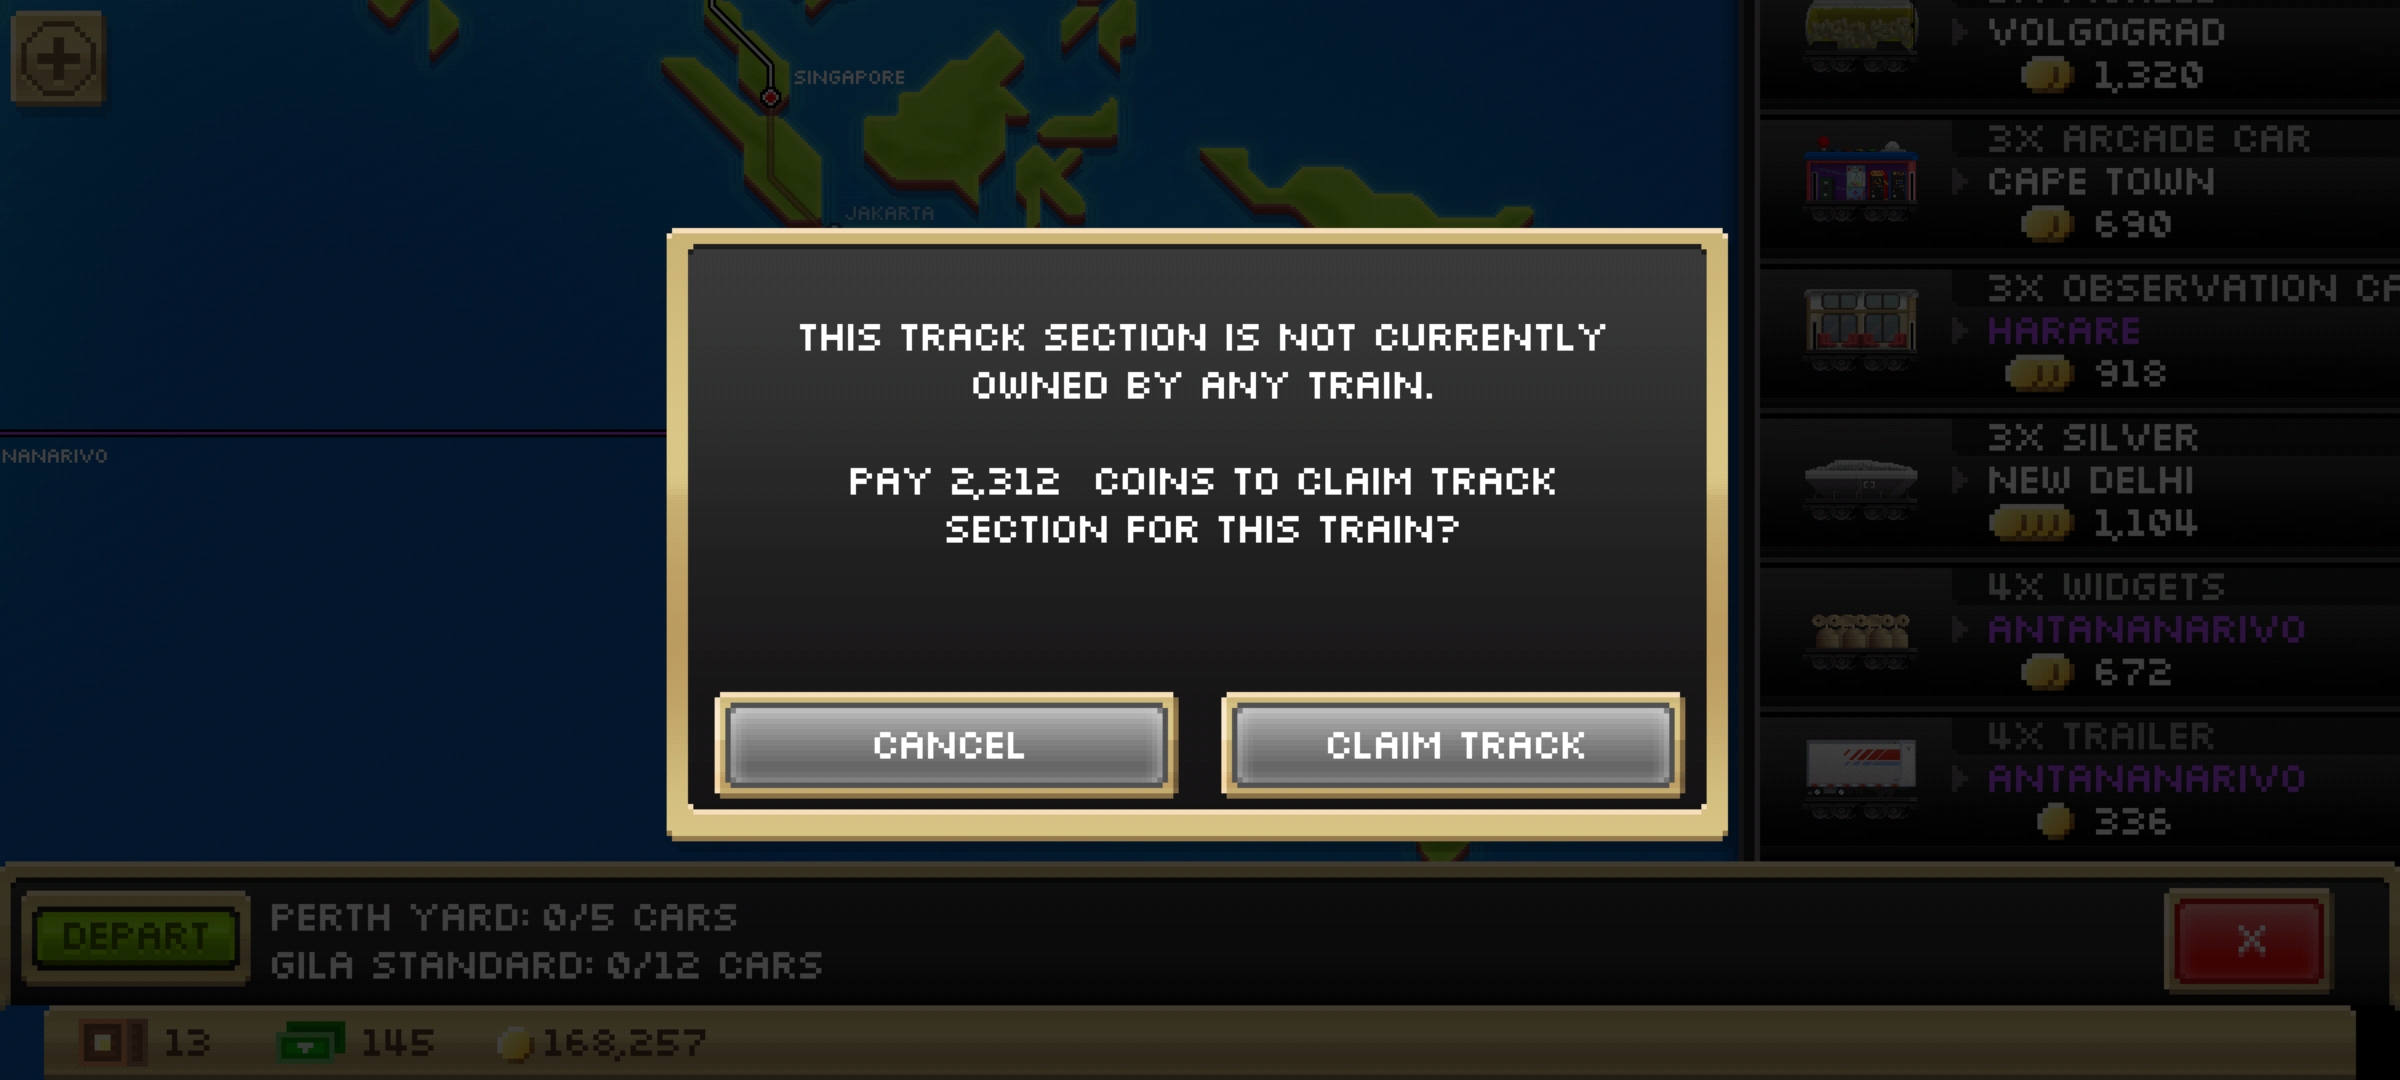 VOLGOGRAD
1,320
SINGAPORE
3X ARCADE CAR
CAPE TOWN
690
JAKARTA
3X OBSERVATION
HARARE
918
THIS TRACK SECTION IS NOT CURRENTLY
OWNED BY ANY TRAIN.
PAY 2,312 COINS TO CLAIM TRACK
SECTION FOR THIS TRAIN?
NANARIVO
3X SILVER
NEW DELHI
1,104
4X WIDGETS
ANTANANARIVO
672
CANCEL
CLAIM TRACK
4X TRAILER
ANTANANARIVO
336
DEPART
PERTH YARD: 0/5 CARS
GILA STANDARD: 0/12 CARS
X
13
145
168,257